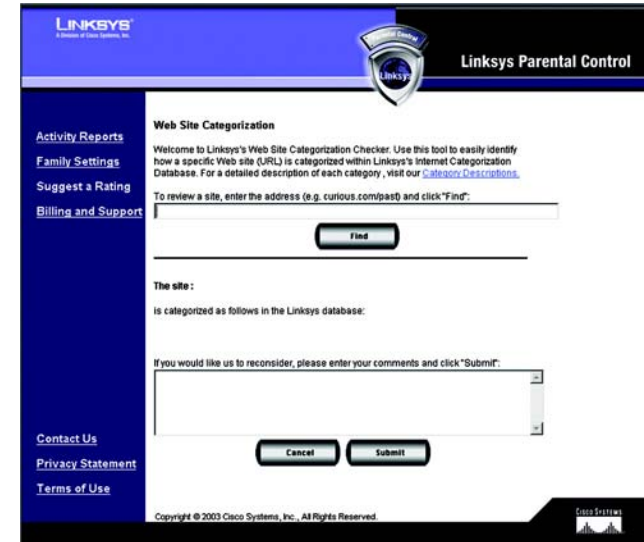 LINKSYS®
A Division of Cisco Systems, Inc.
Parental Control
Linksys
Linksys Parental Control
Activity Reports
Family Settings
Suggest a Rating
Billing and Support
Web Site Categorization
Welcome to Linksys's Web Site Categorization Checker. Use this tool to easily identify
how a specific Web site (URL) is categorized within Linksys's Internet Categorization
Database. For a detailed description of each category , visit our Category Descriptions.
To review a site, enter the address (e.g. curious.com/past) and click "Find":
Find
The site :
is categorized as follows in the Linksys database:
If you would like us to reconsider, please enter your comments and click "Submit":
Cancel
Submit
Contact Us
Privacy Statement
Terms of Use
Copyright © 2003 Cisco Systems, Inc., All Rights Reserved.
CISCO SYSTEMS